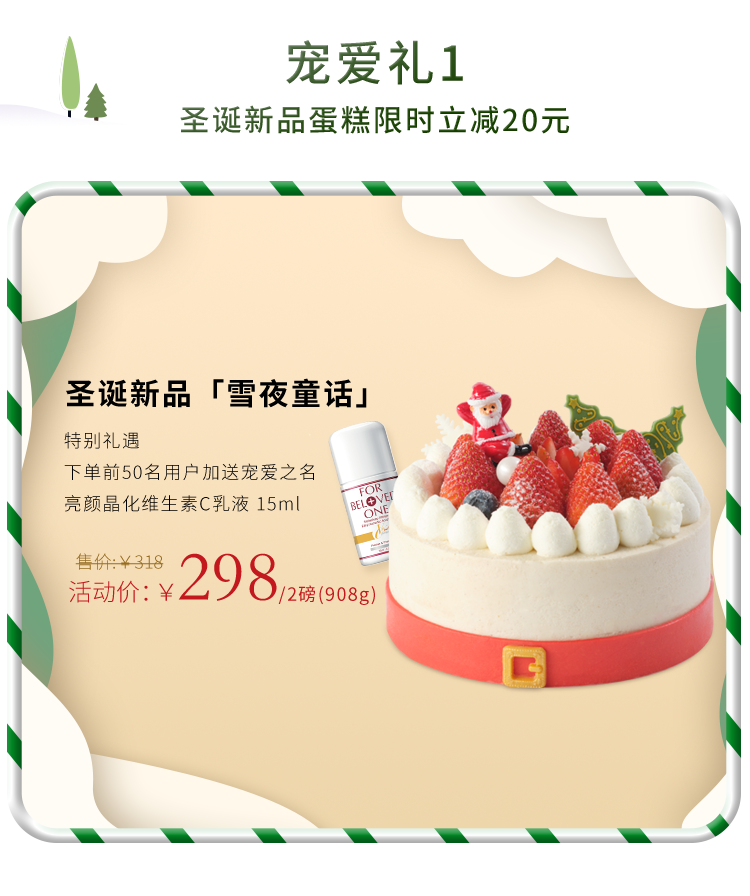 宠爱礼1
圣诞新品蛋糕限时立减20元
圣诞新品「雪夜童话」
特别礼遇
下单前50名用户加送宠爱之名
亮颜晶化维生素C乳液 15ml
售价:￥318
活动价:￥298/2磅(908g)
FOR
BELOVED
ONE